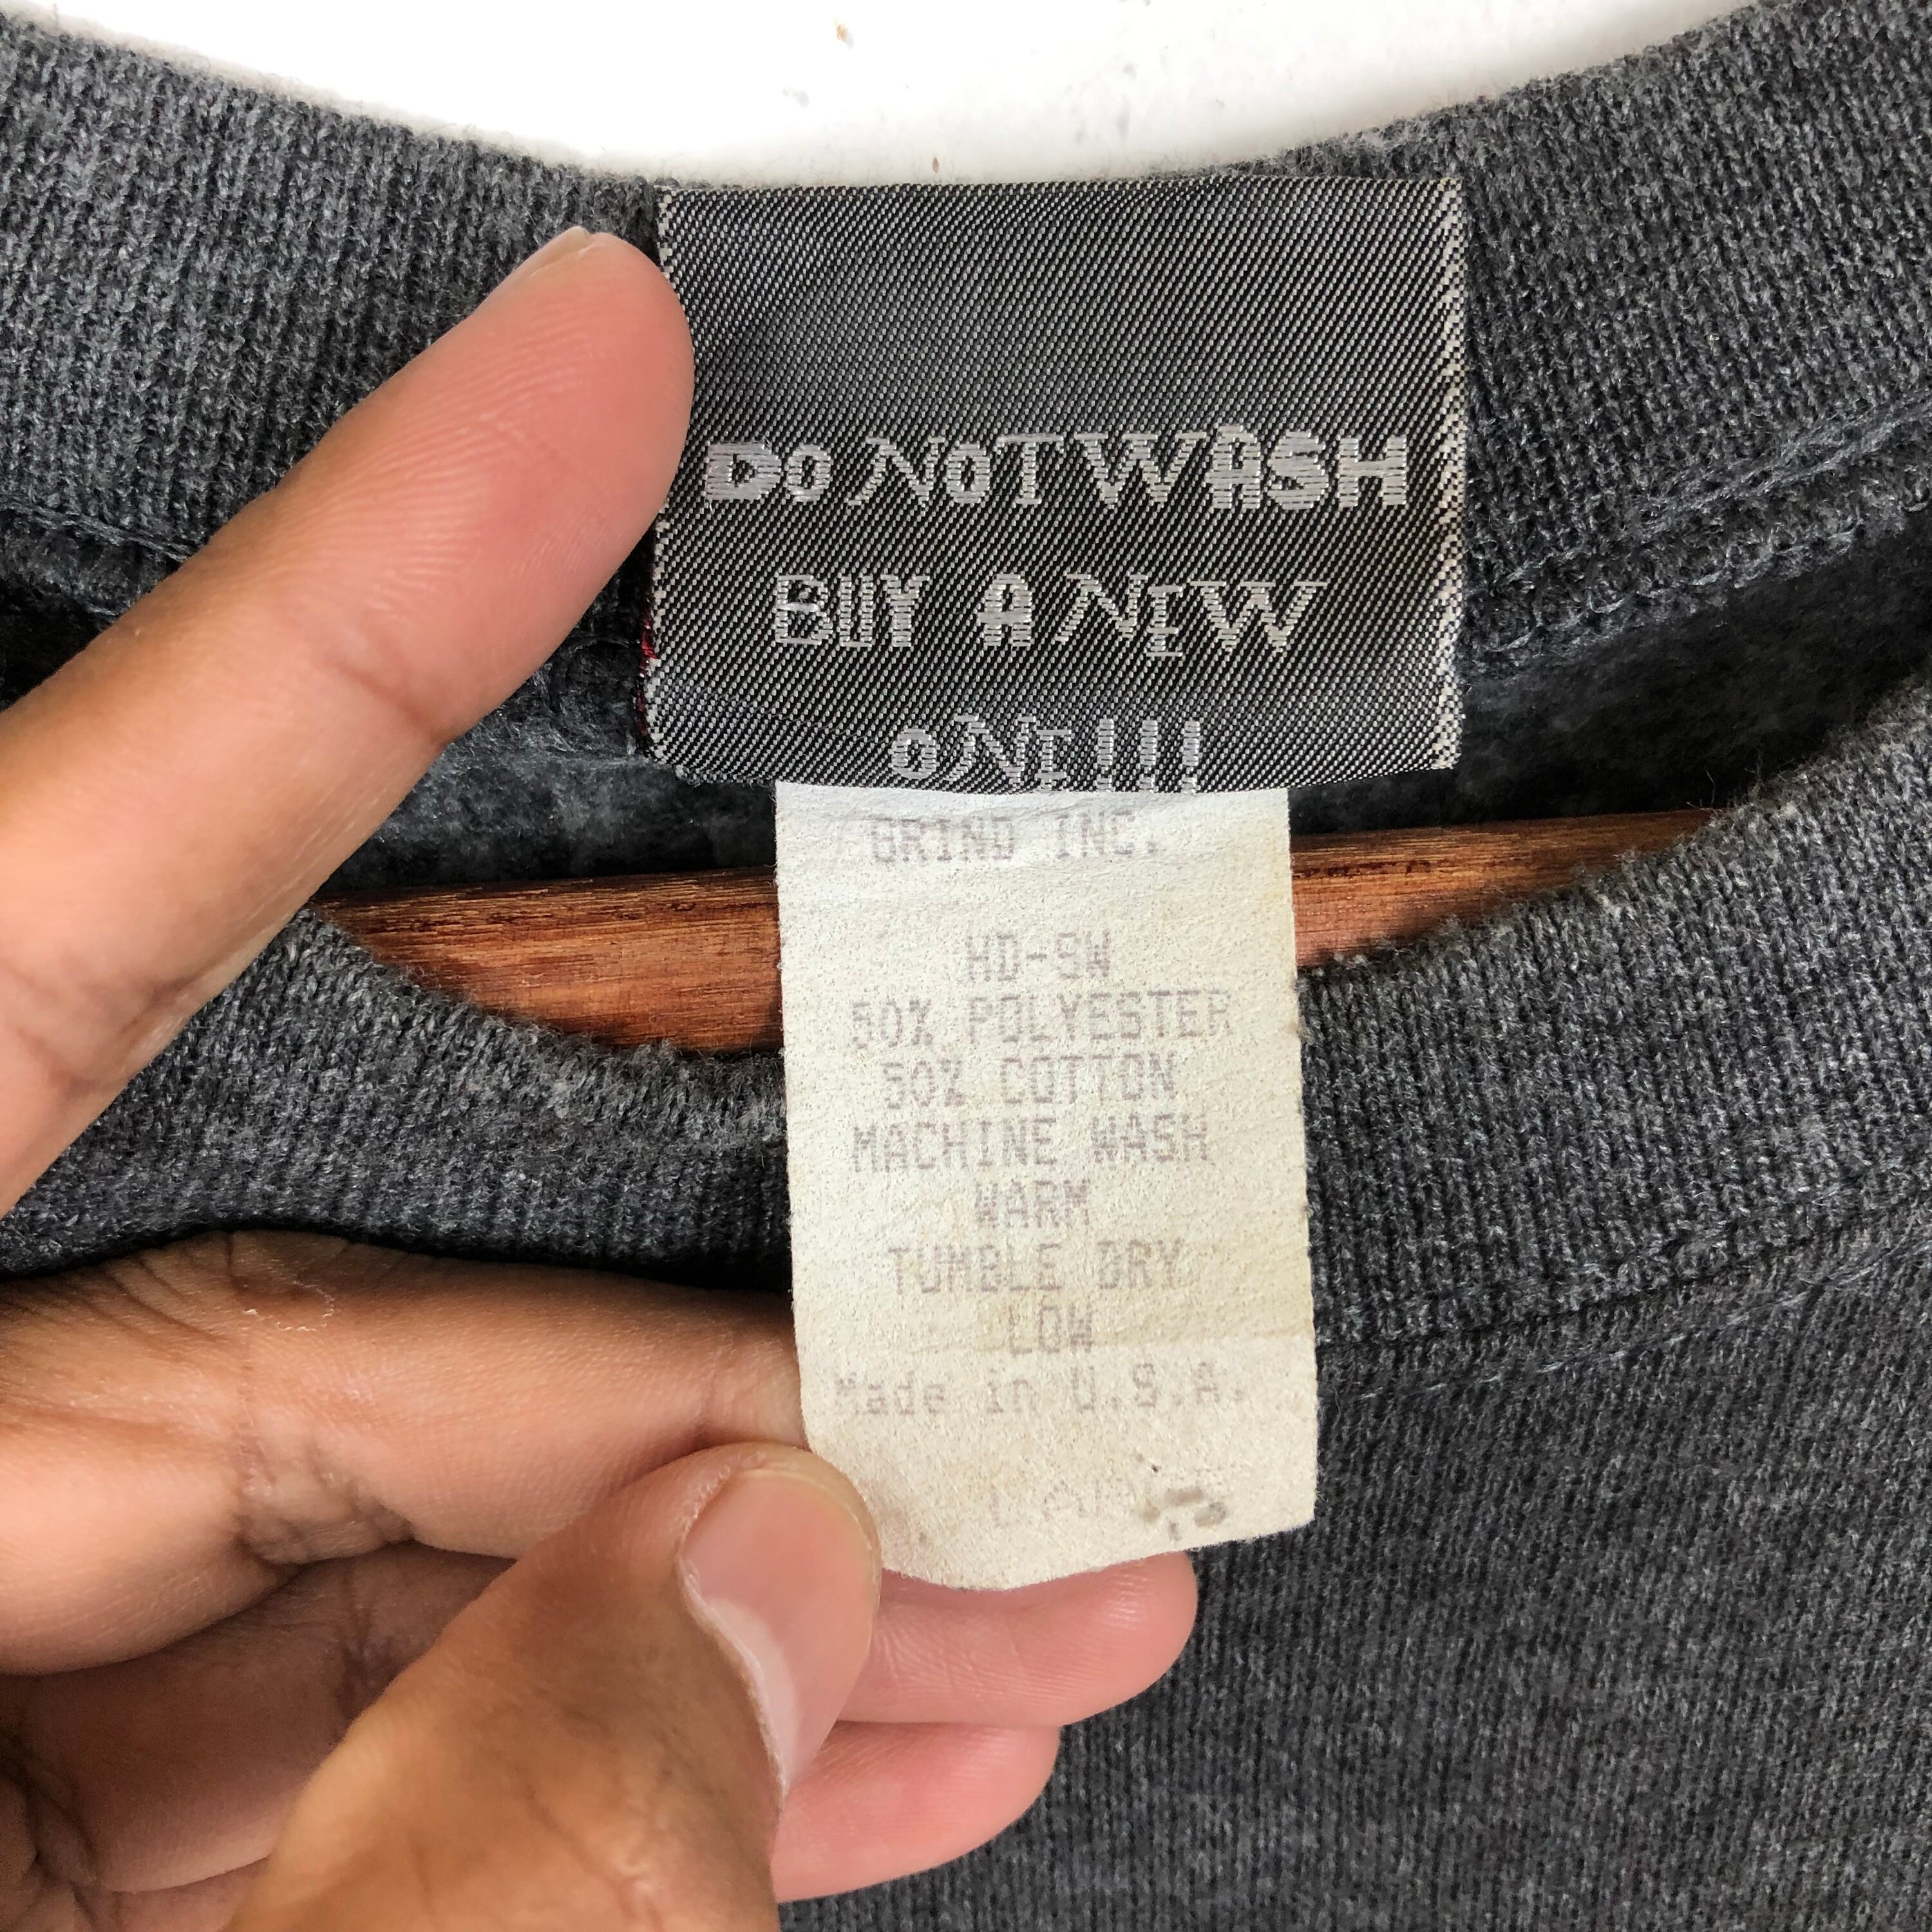 DO NOT WASH
BUY A NEW
ONE!!!
GRIND INC.
HD-SW
50% POLYESTER
50% COTTON
MACHINE WASH
WARM
TUMBLE DRY
LOW
Made in U.S.A.